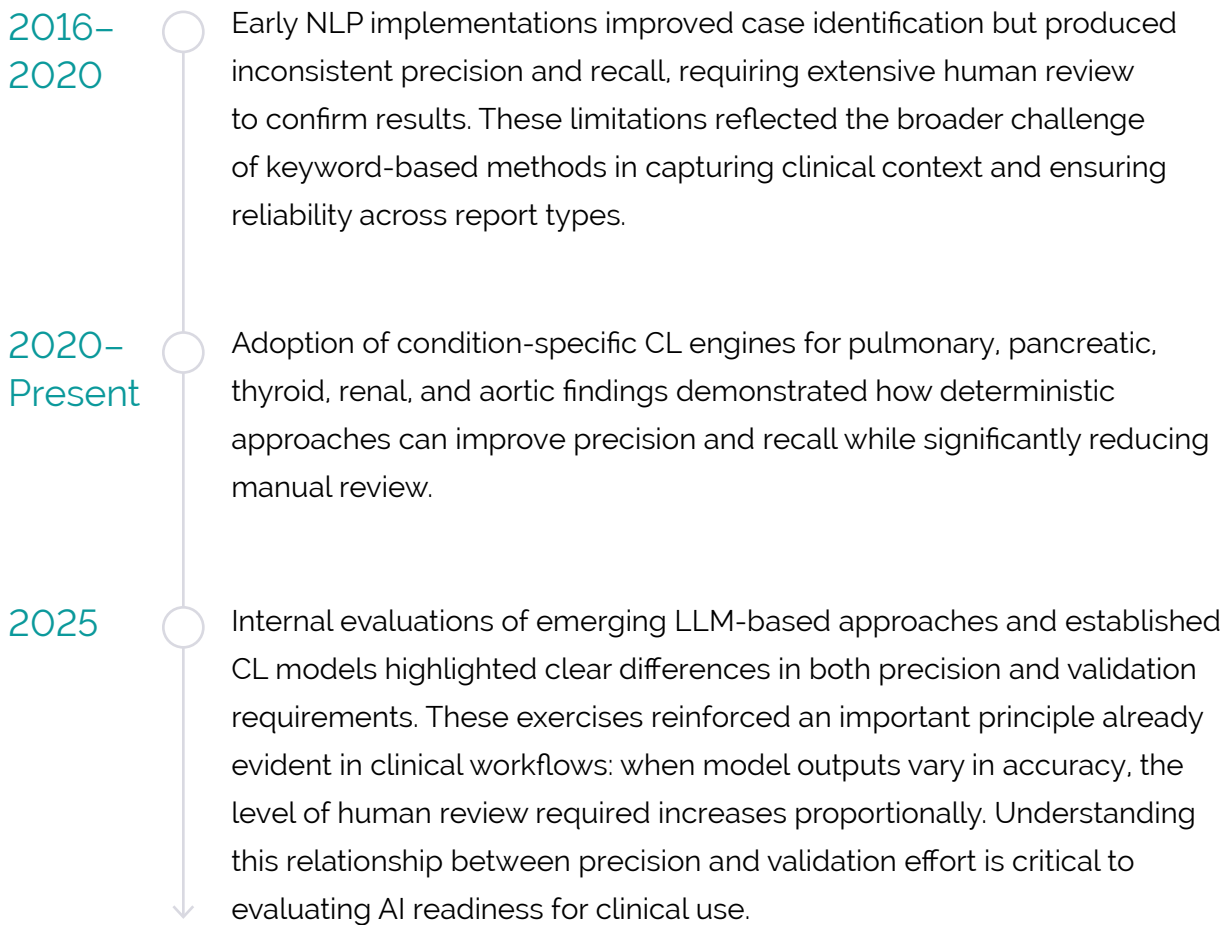 2016–
2020
Early NLP implementations improved case identification but produced
inconsistent precision and recall, requiring extensive human review
to confirm results. These limitations reflected the broader challenge
of keyword-based methods in capturing clinical context and ensuring
reliability across report types.
2020–
Present
Adoption of condition-specific CL engines for pulmonary, pancreatic,
thyroid, renal, and aortic findings demonstrated how deterministic
approaches can improve precision and recall while significantly reducing
manual review.
2025
Internal evaluations of emerging LLM-based approaches and established
CL models highlighted clear differences in both precision and validation
requirements. These exercises reinforced an important principle already
evident in clinical workflows: when model outputs vary in accuracy, the
level of human review required increases proportionally. Understanding
this relationship between precision and validation effort is critical to
evaluating AI readiness for clinical use.